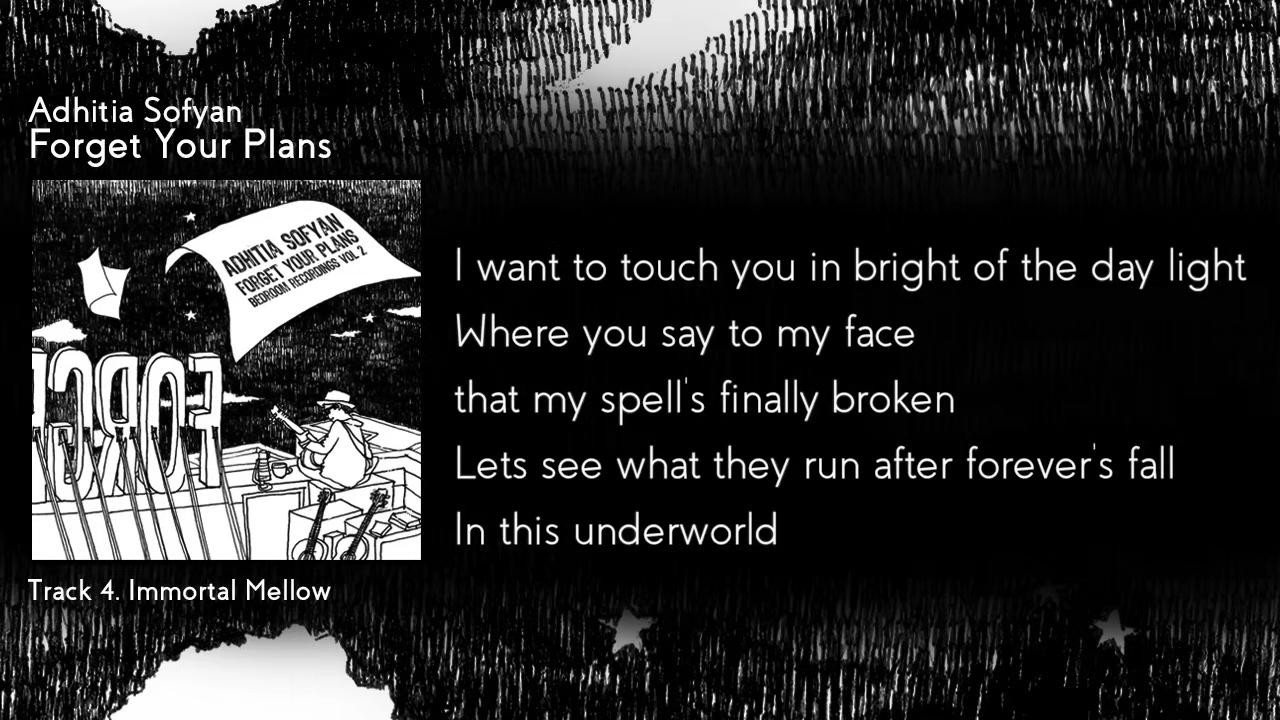 Adhitia Sofyan
Forget Your Plans
ADHITIA SOFYAN
FORGET YOUR PLANS
BEDROOM RECORDINGS VOL 2
FORG
Track 4. Immortal Mellow
I want to touch you in bright of the day light
Where you say to my face
that my spell's finally broken
Lets see what they run after forever's fall
In this underworld